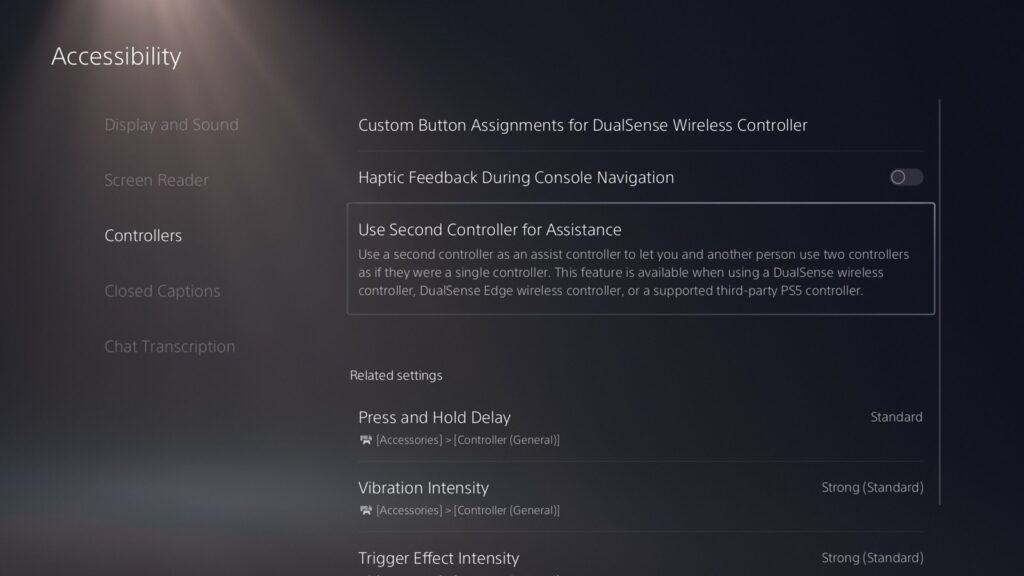 Accessibility
Display and Sound
Screen Reader
Controllers
Closed Captions
Chat Transcription
Custom Button Assignments for DualSense Wireless Controller
Haptic Feedback During Console Navigation
Use Second Controller for Assistance
Use a second controller as an assist controller to let you and another person use two controllers
as if they were a single controller. This feature is available when using a DualSense wireless
controller, DualSense Edge wireless controller, or a supported third-party PS5 controller.
Related settings
Press and Hold Delay Standard
[Accessories] > [Controller (General)]
Vibration Intensity Strong (Standard)
[Accessories] > [Controller (General)]
Trigger Effect Intensity Strong (Standard)